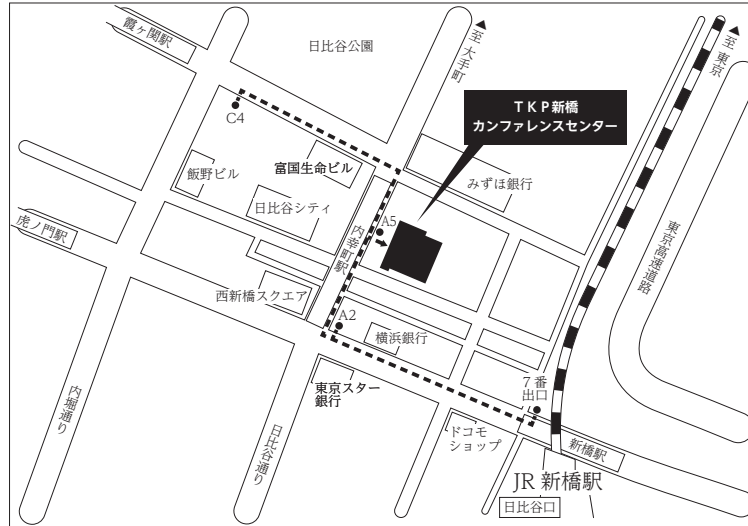 霞ヶ関駅
日比谷公園
至 大手町
至 東京
C4
TKP新橋
カンファレンスセンター
飯野ビル
富国生命ビル
みずほ銀行
日比谷シティ
虎ノ門駅
内幸町駅
A5
東京高速道路
西新橋スクエア
A2
横浜銀行
東京スター
銀行
7番
出口
内堀通り
日比谷通り
ドコモ
ショップ
新橋駅
JR 新橋駅
日比谷口